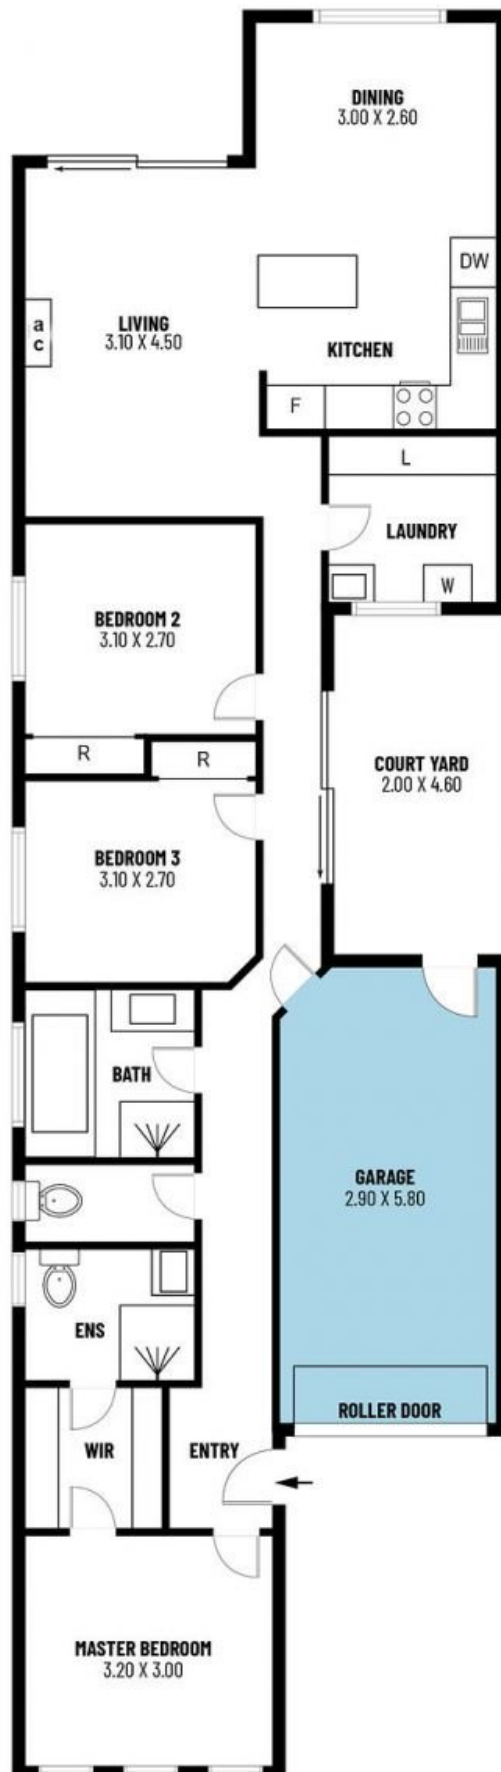 DINING
3.00 X 2.60
DW
a
c
LIVING
3.10 X 4.50
KITCHEN
F
L
LAUNDRY
W
BEDROOM 2
3.10 X 2.70
R
R
COURT YARD
2.00 X 4.60
BEDROOM 3
3.10 X 2.70
BATH
GARAGE
2.90 X 5.80
ENS
ROLLER DOOR
WIR
ENTRY
MASTER BEDROOM
3.20 X 3.00